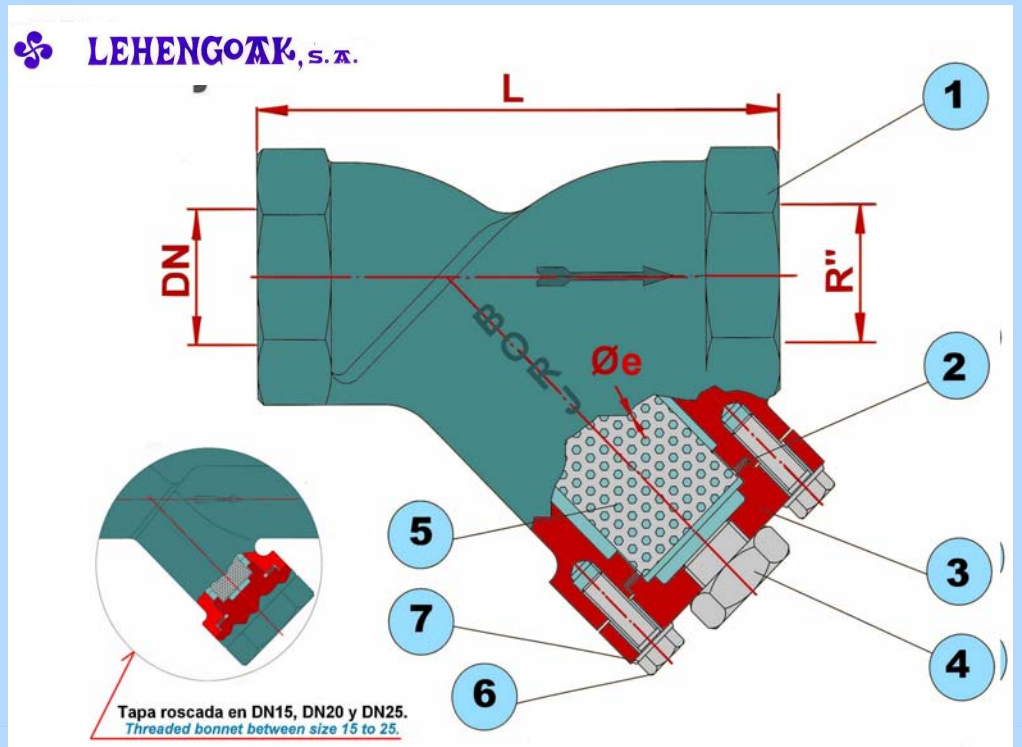 LEHENGOAK, S.A.
L
1
DN
R"
BORJ
Øe
2
5
3
7
4
6
Tapa roscada en DN15, DN20 y DN25.
Threaded bonnet between size 15 to 25.